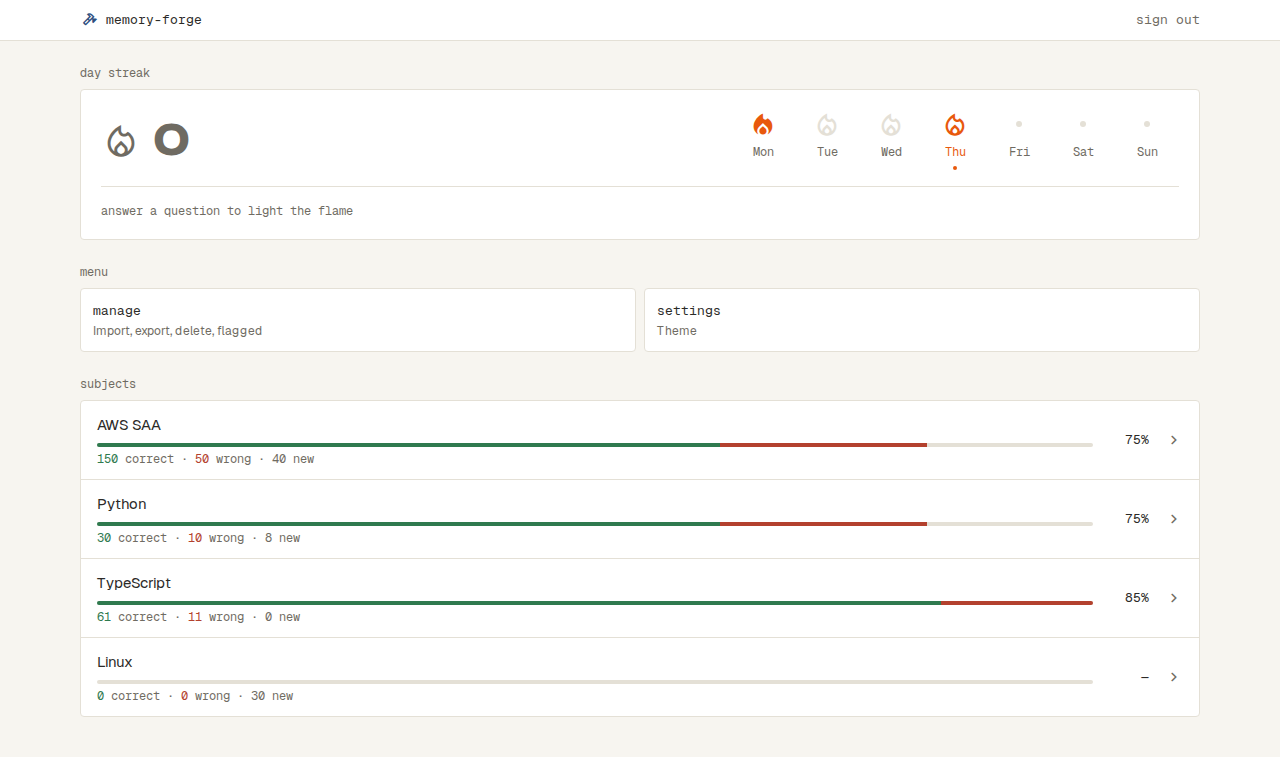 memory-forge
sign out
day streak
0
Mon Tue Wed Thu Fri Sat Sun
answer a question to light the flame
menu
manage
Import, export, delete, flagged
settings
Theme
subjects
AWS SAA
75%
150 correct · 50 wrong · 40 new
Python
75%
30 correct · 10 wrong · 8 new
TypeScript
85%
61 correct · 11 wrong · 0 new
Linux
–
0 correct · 0 wrong · 30 new